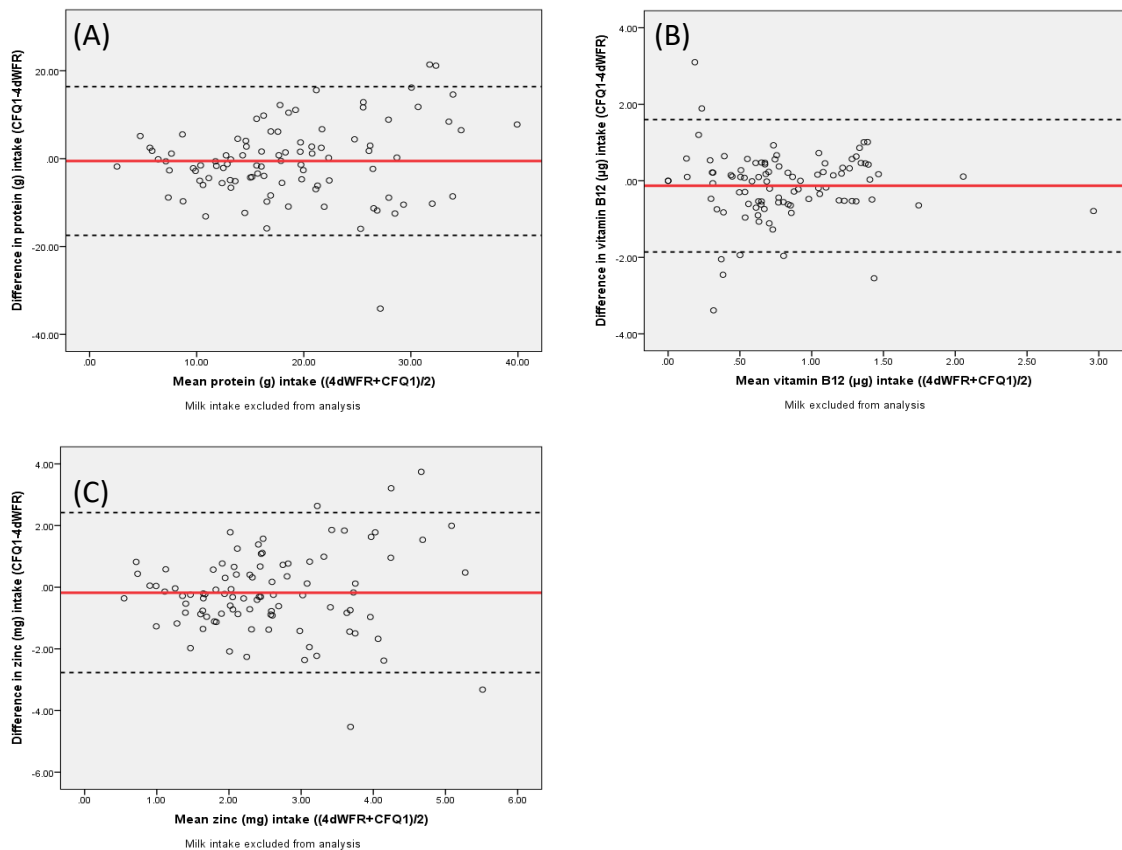 (A)
Difference in protein (g) intake (CFQ1-4dWFR)
20.00
.00
-20.00
-40.00
.00 10.00 20.00 30.00 40.00
Mean protein (g) intake ((4dWFR+CFQ1)/2)
Milk intake excluded from analysis
(B)
Difference in vitamin B12 (µg) intake (CFQ1-4dWFR)
4.00
2.00
.00
-2.00
-4.00
.00 .50 1.00 1.50 2.00 2.50 3.00
Mean vitamin B12 (µg) intake ((4dWFR+CFQ1)/2)
Milk excluded from analysis
(C)
Difference in zinc (mg) intake (CFQ1-4dWFR)
4.00
2.00
.00
-2.00
-4.00
-6.00
.00 1.00 2.00 3.00 4.00 5.00 6.00
Mean zinc (mg) intake ((4dWFR+CFQ1)/2)
Milk intake excluded from analysis